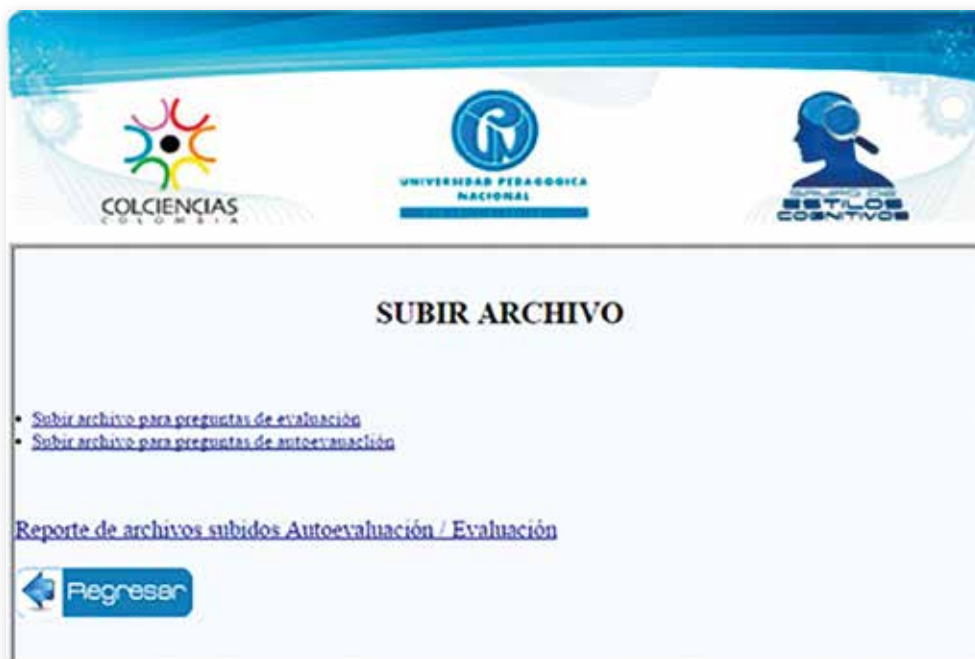 COLCIENCIAS
COLOMBIA
UNIVERSIDAD PEDAGOGICA
NACIONAL
GRUPO DE
ESTILOS
COGNITIVOS
SUBIR ARCHIVO
Subir archivo para preguntas de evaluación
Subir archivo para preguntas de autoevauaclión
Reporte de archivos subidos Autoevaluación / Evaluación
Regresar